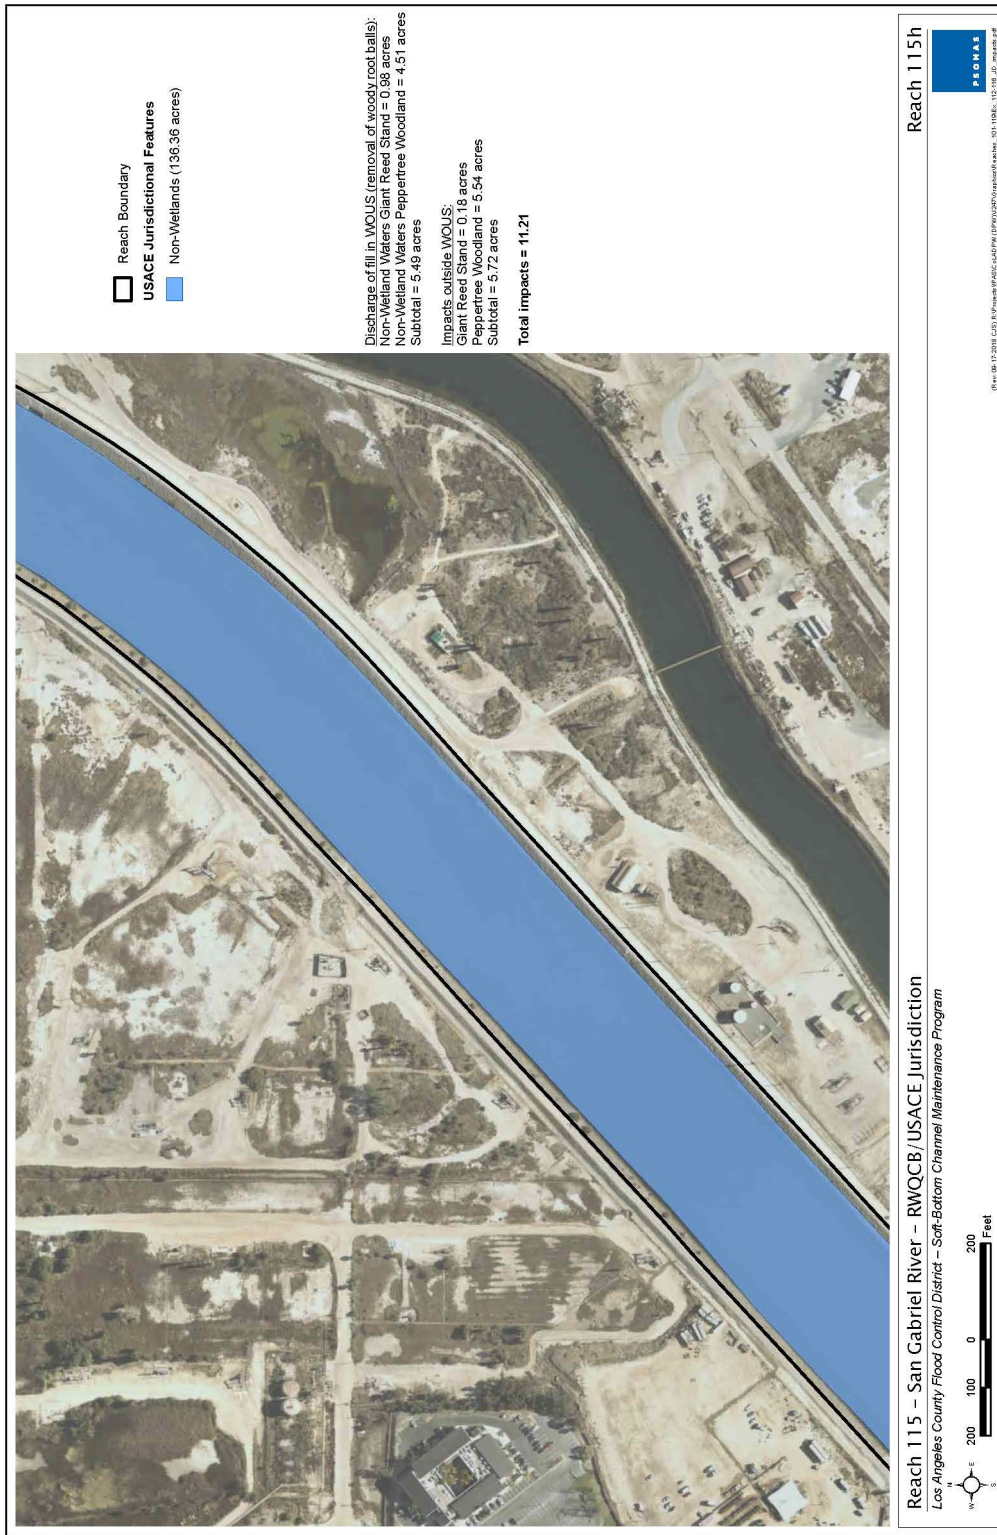 Reach Boundary
USACE Jurisdictional Features
Non-Wetlands (136.36 acres)
Discharge of fill in WOUS (removal of woody root balls):
Non-Wetland Waters Giant Reed Stand = 0.98 acres
Non-Wetland Waters Peppertree Woodland = 4.51 acres
Subtotal = 5.49 acres
Impacts outside WOUS:
Giant Reed Stand = 0.18 acres
Peppertree Woodland = 5.54 acres
Subtotal = 5.72 acres
Total impacts = 11.21
Reach 115 – San Gabriel River – RWQCB/USACE Jurisdiction
Reach 115h
Los Angeles County Flood Control District – Soft-Bottom Channel Maintenance Program
N
W E
S
200 100 0 200
Feet
PSOMAS